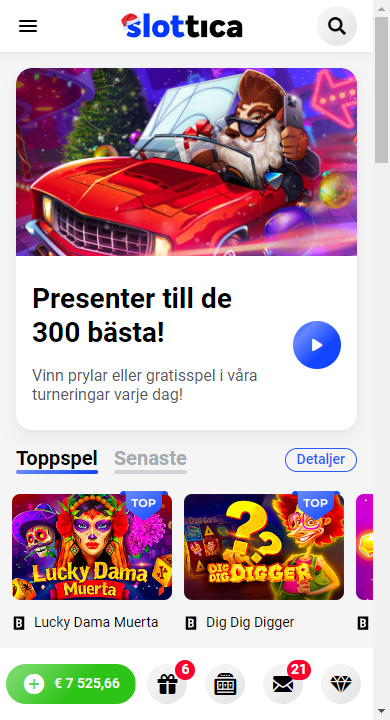 slottica
Presenter till de
300 bästa!
Vinn prylar eller gratisspel i våra
turneringar varje dag!
Toppspel Senaste Detaljer
TOP TOP
Lucky Dama
Muerta
DIG DIG DIGGER
B Lucky Dama Muerta B Dig Dig Digger B
€ 7 525,66 6 21